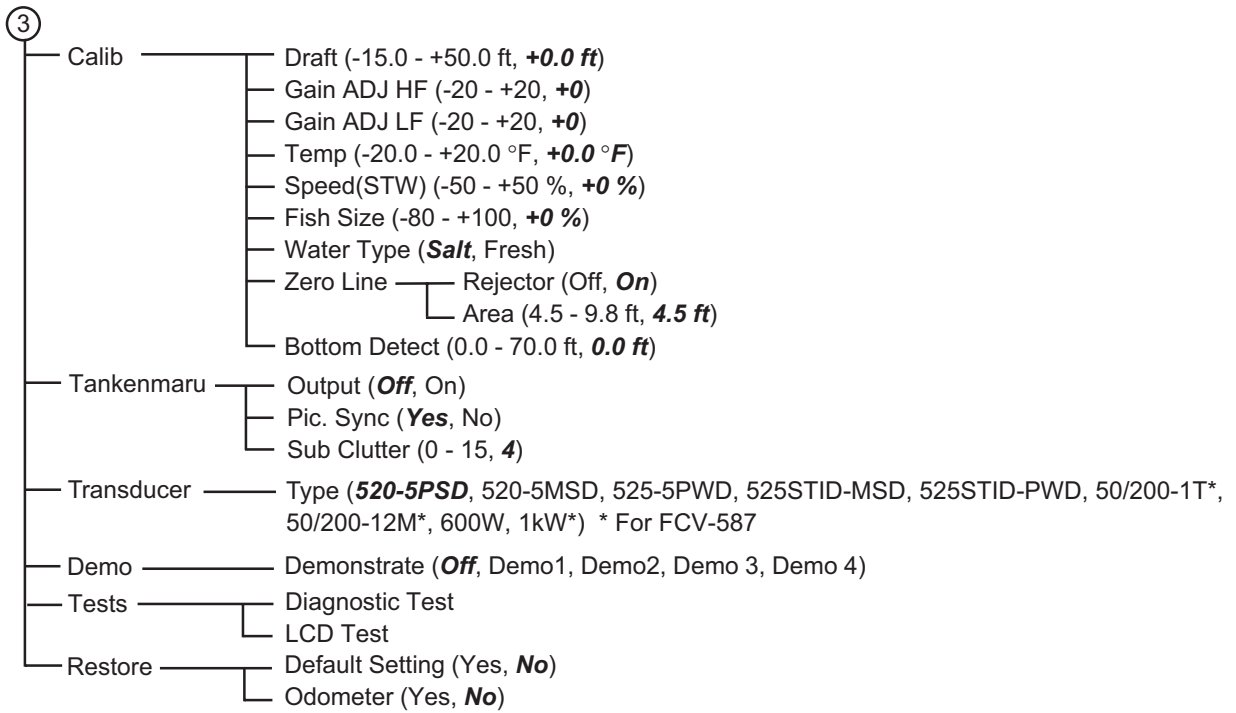 3
Calib
Draft (-15.0 - +50.0 ft, +0.0 ft)
Gain ADJ HF (-20 - +20, +0)
Gain ADJ LF (-20 - +20, +0)
Temp (-20.0 - +20.0 °F, +0.0 °F)
Speed(STW) (-50 - +50 %, +0 %)
Fish Size (-80 - +100, +0 %)
Water Type (Salt, Fresh)
Zero Line
Rejector (Off, On)
Area (4.5 - 9.8 ft, 4.5 ft)
Bottom Detect (0.0 - 70.0 ft, 0.0 ft)
Tankenmaru
Output (Off, On)
Pic. Sync (Yes, No)
Sub Clutter (0 - 15, 4)
Transducer
Type (520-5PSD, 520-5MSD, 525-5PWD, 525STID-MSD, 525STID-PWD, 50/200-1T*,
50/200-12M*, 600W, 1kW*) * For FCV-587
Demo
Demonstrate (Off, Demo1, Demo2, Demo 3, Demo 4)
Tests
Diagnostic Test
LCD Test
Restore
Default Setting (Yes, No)
Odometer (Yes, No)